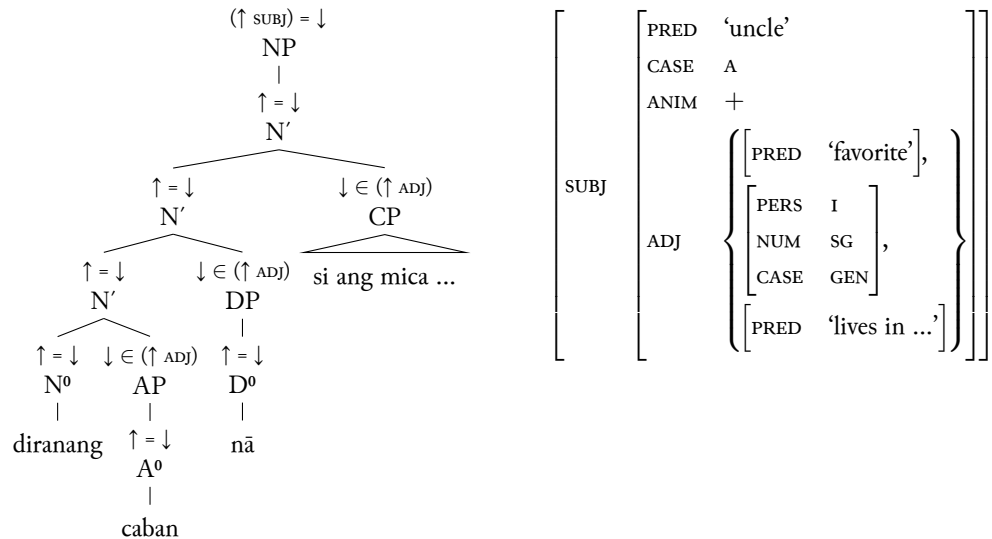 (↑ SUBJ) = ↓
NP
↑ = ↓
N′
↑ = ↓ ↓ ∈ (↑ ADJ)
N′ CP
↑ = ↓ ↓ ∈ (↑ ADJ) si ang mica ...
N′ DP
↑ = ↓ ↓ ∈ (↑ ADJ) ↑ = ↓
N⁰ AP D⁰
diranang ↑ = ↓ nā
A⁰
caban
PRED ‘uncle’
CASE A
ANIM +
SUBJ
ADJ
PRED ‘favorite’,
PERS I
NUM SG,
CASE GEN
PRED ‘lives in ...’